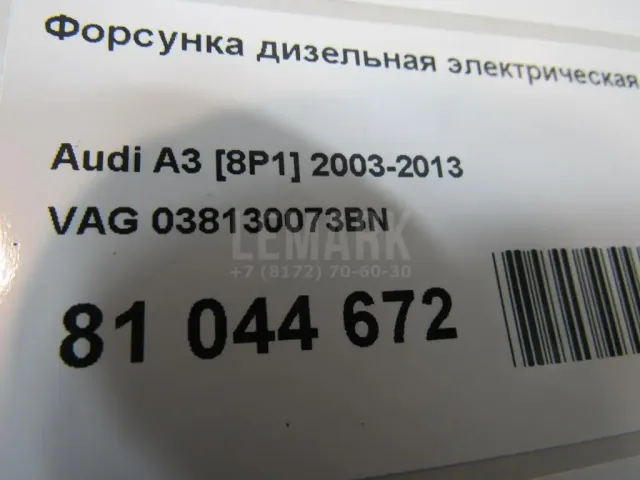 Форсунка дизельная электрическая
Audi A3 [8P1] 2003-2013
VAG 038130073BN
LEMARK
+7 (8172) 70-60-30
81 044 672